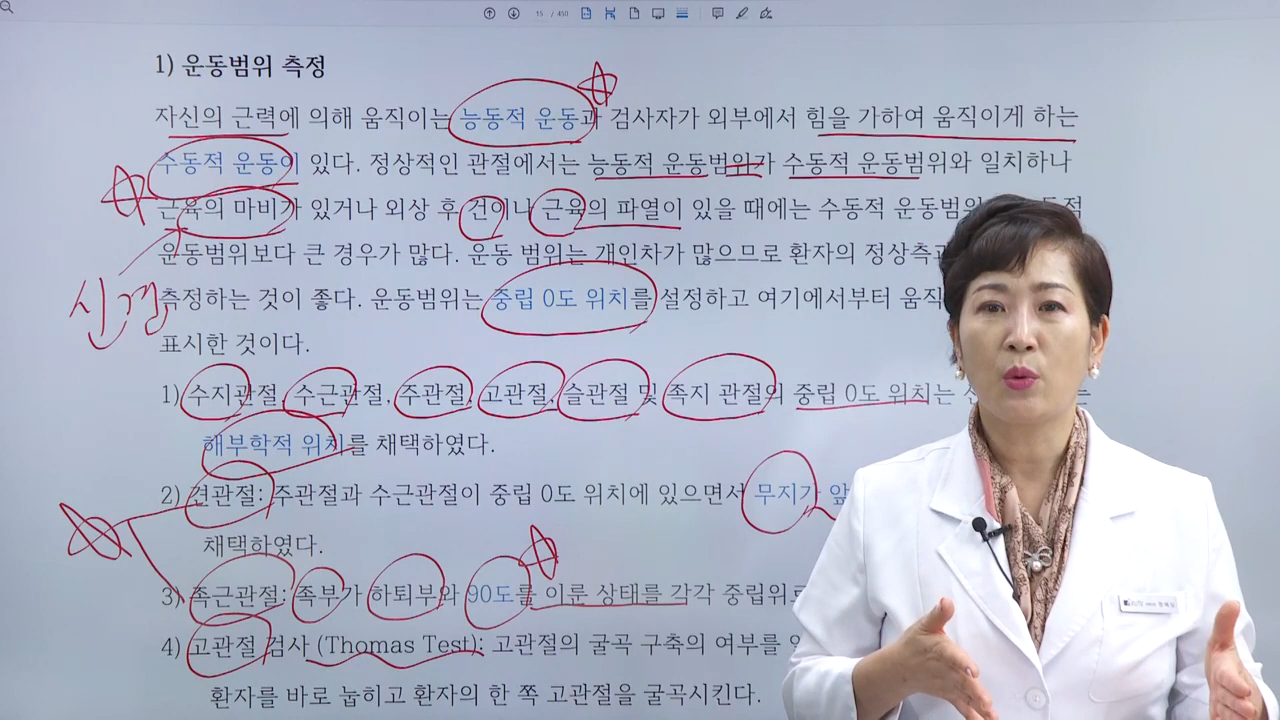 15 / 450
1) 운동범위 측정
자신의 근력에 의해 움직이는 능동적 운동과 검사자가 외부에서 힘을 가하여 움직이게 하는
수동적 운동이 있다. 정상적인 관절에서는 능동적 운동범위가 수동적 운동범위와 일치하나
근육의 마비가 있거나 외상 후 건이나 근육의 파열이 있을 때에는 수동적 운동범위
운동범위보다 큰 경우가 많다. 운동 범위는 개인차가 많으므로 환자의 정상측과
신경
측정하는 것이 좋다. 운동범위는 중립 0도 위치를 설정하고 여기에서부터
표시한 것이다.
1) 수지관절, 수근관절, 주관절, 고관절, 슬관절 및 족지 관절의 중립 0도 위치는
해부학적 위치를 채택하였다.
2) 견관절: 주관절과 수근관절이 중립 0도 위치에 있으면서 무지가 앞
채택하였다.
3) 족근관절: 족부가 하퇴부와 90도를 이룬 상태를 각각 중립위로
4) 고관절 검사 (Thomas Test): 고관절의 굴곡 구축의 여부를
환자를 바로 눕히고 환자의 한 쪽 고관절을 굴곡시킨다.